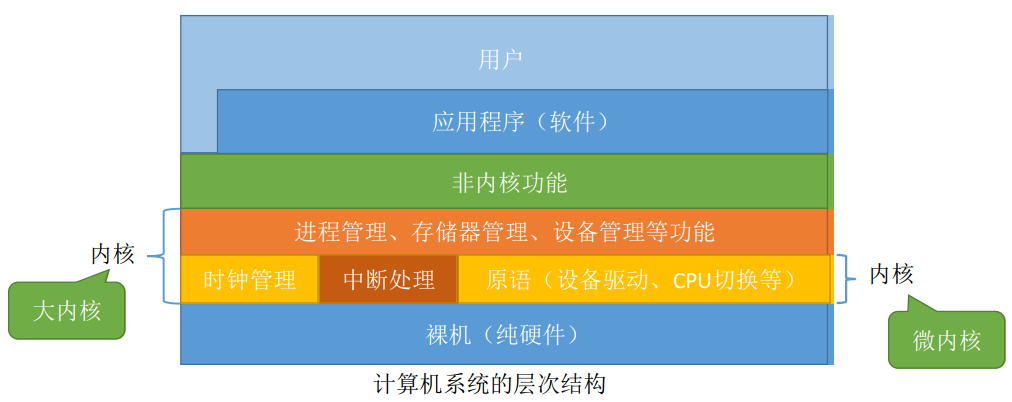 用户
应用程序（软件）
非内核功能
进程管理、存储器管理、设备管理等功能
内核
时钟管理
中断处理
原语（设备驱动、CPU切换等）
内核
大内核
裸机（纯硬件）
微内核
计算机系统的层次结构